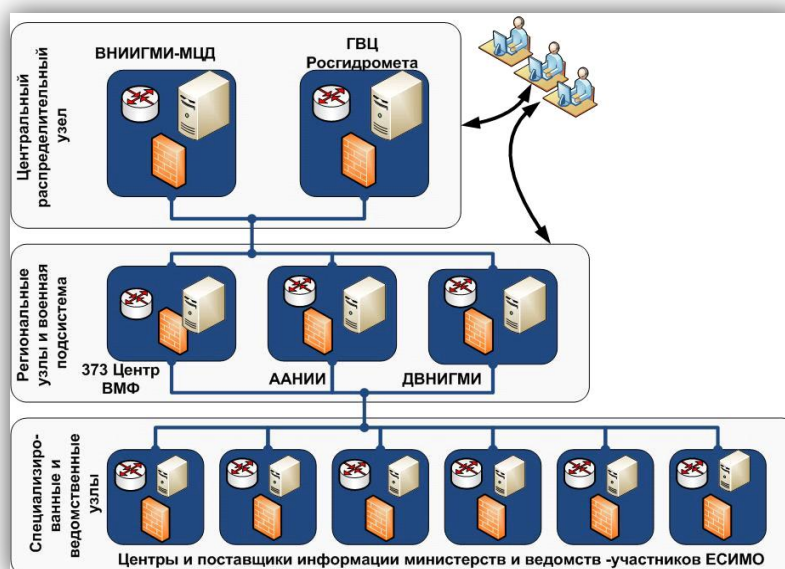 Центральный
распределительный
узел
ВНИИГМИ-МЦД
ГВЦ
Росгидромета
Региональные
узлы и военная
подсистема
373 Центр
ВМФ
ААНИИ
ДВНИГМИ
Специализиро-
ванные и
ведомственные
узлы
Центры и поставщики информации министерств и ведомств -участников ЕСИМО